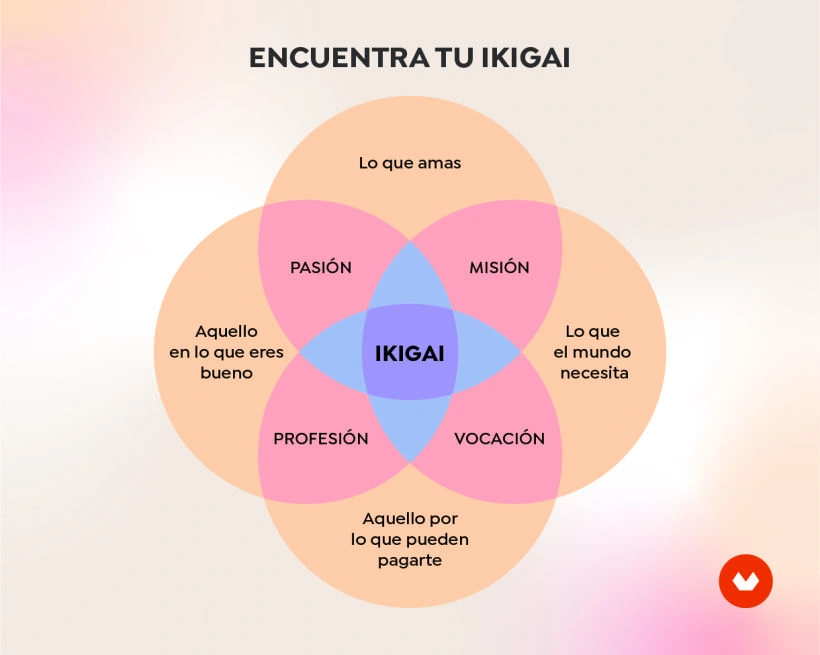 ENCUENTRA TU IKIGAI
Lo que amas
PASIÓN
MISIÓN
Aquello
en lo que eres
bueno
IKIGAI
Lo que
el mundo
necesita
PROFESIÓN
VOCACIÓN
Aquello por
lo que pueden
pagarte